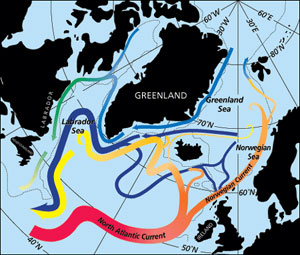 60°W
30°W
60°E
30°E
LABRADOR
GREENLAND
Greenland
Sea
Labrador
Sea
70°N
Norwegian
Sea
Norwegian Current
60°N
North Atlantic Current
IRELAND
50°N
40°N